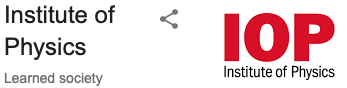 Institute of
Physics
Learned society
IOP
Institute of Physics